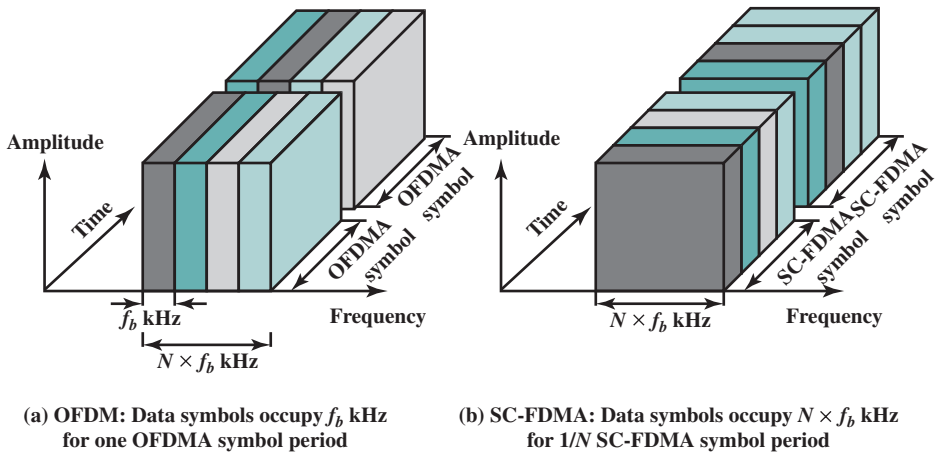 Amplitude
Time
OFDMA
symbol
OFDMA
symbol
f_b kHz
Frequency
N × f_b kHz
(a) OFDM: Data symbols occupy f_b kHz
for one OFDMA symbol period
Amplitude
Time
SC-FDMA
symbol
SC-FDMA
symbol
N × f_b kHz
Frequency
(b) SC-FDMA: Data symbols occupy N × f_b kHz
for 1/N SC-FDMA symbol period